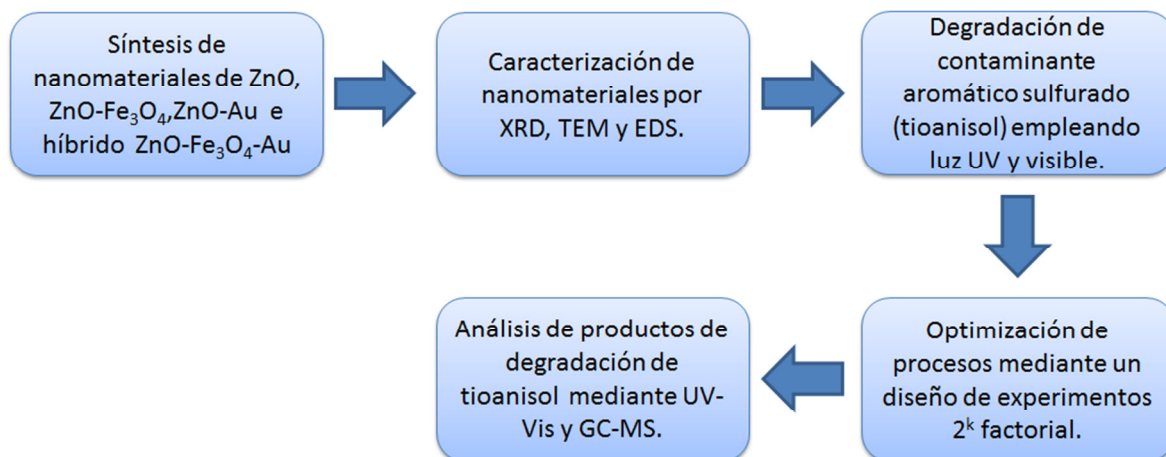 Síntesis de
nanomateriales de ZnO,
ZnO-Fe₃O₄,ZnO-Au e
híbrido ZnO-Fe₃O₄-Au
Caracterización de
nanomateriales por
XRD, TEM y EDS.
Degradación de
contaminante
aromático sulfurado
(tioanisol) empleando
luz UV y visible.
Optimización de
procesos mediante un
diseño de experimentos
2ᵏ factorial.
Análisis de productos de
degradación de
tioanisol mediante UV-
Vis y GC-MS.